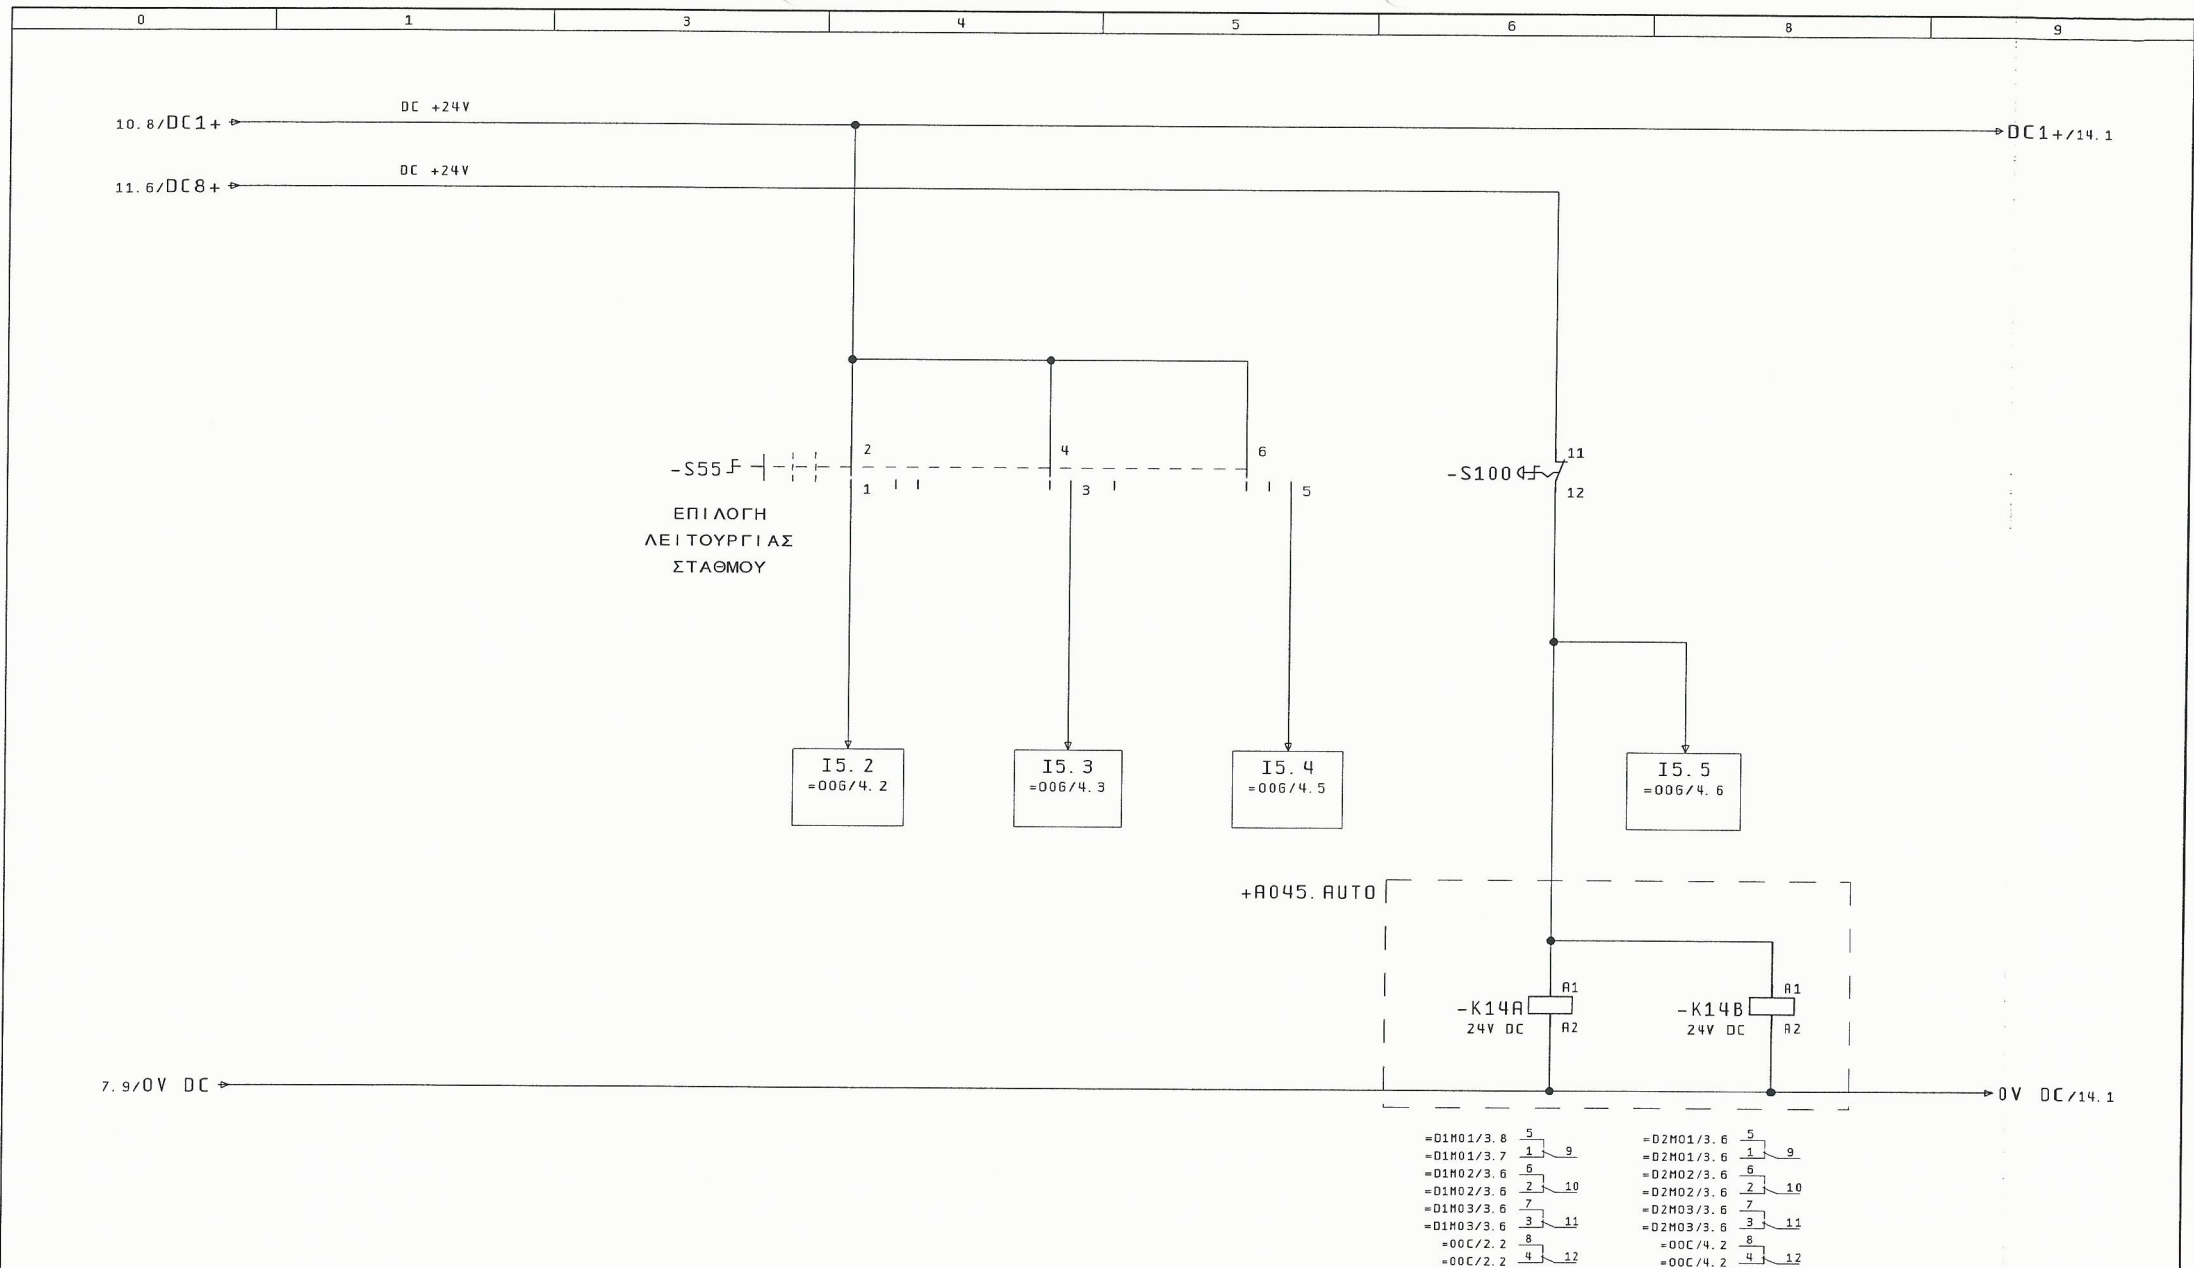 0 1 3 4 5 6 8 9
DC +24V
10.8/DC1+
DC1+/14.1
DC +24V
11.6/DC8+
2 4 6
-S55
1 3 5
11
-S100
12
ΕΠΙΛΟΓΗ
ΛΕΙΤΟΥΡΓΙΑΣ
ΣΤΑΘΜΟΥ
I5.2
=00G/4.2
I5.3
=00G/4.3
I5.4
=00G/4.5
I5.5
=00G/4.6
+A045.AUTO
A1
-K14A
24V DC A2
A1
-K14B
24V DC A2
7.9/0V DC
0V DC/14.1
=D1M01/3.8 5
=D1M01/3.7 1 9
=D1M02/3.6 6
=D1M02/3.6 2 10
=D1M03/3.6 7
=D1M03/3.6 3 11
=00C/2.2 8
=00C/2.2 4 12
=D2M01/3.6 5
=D2M01/3.6 1 9
=D2M02/3.6 6
=D2M02/3.6 2 10
=D2M03/3.6 7
=D2M03/3.6 3 11
=00C/4.2 8
=00C/4.2 4 12